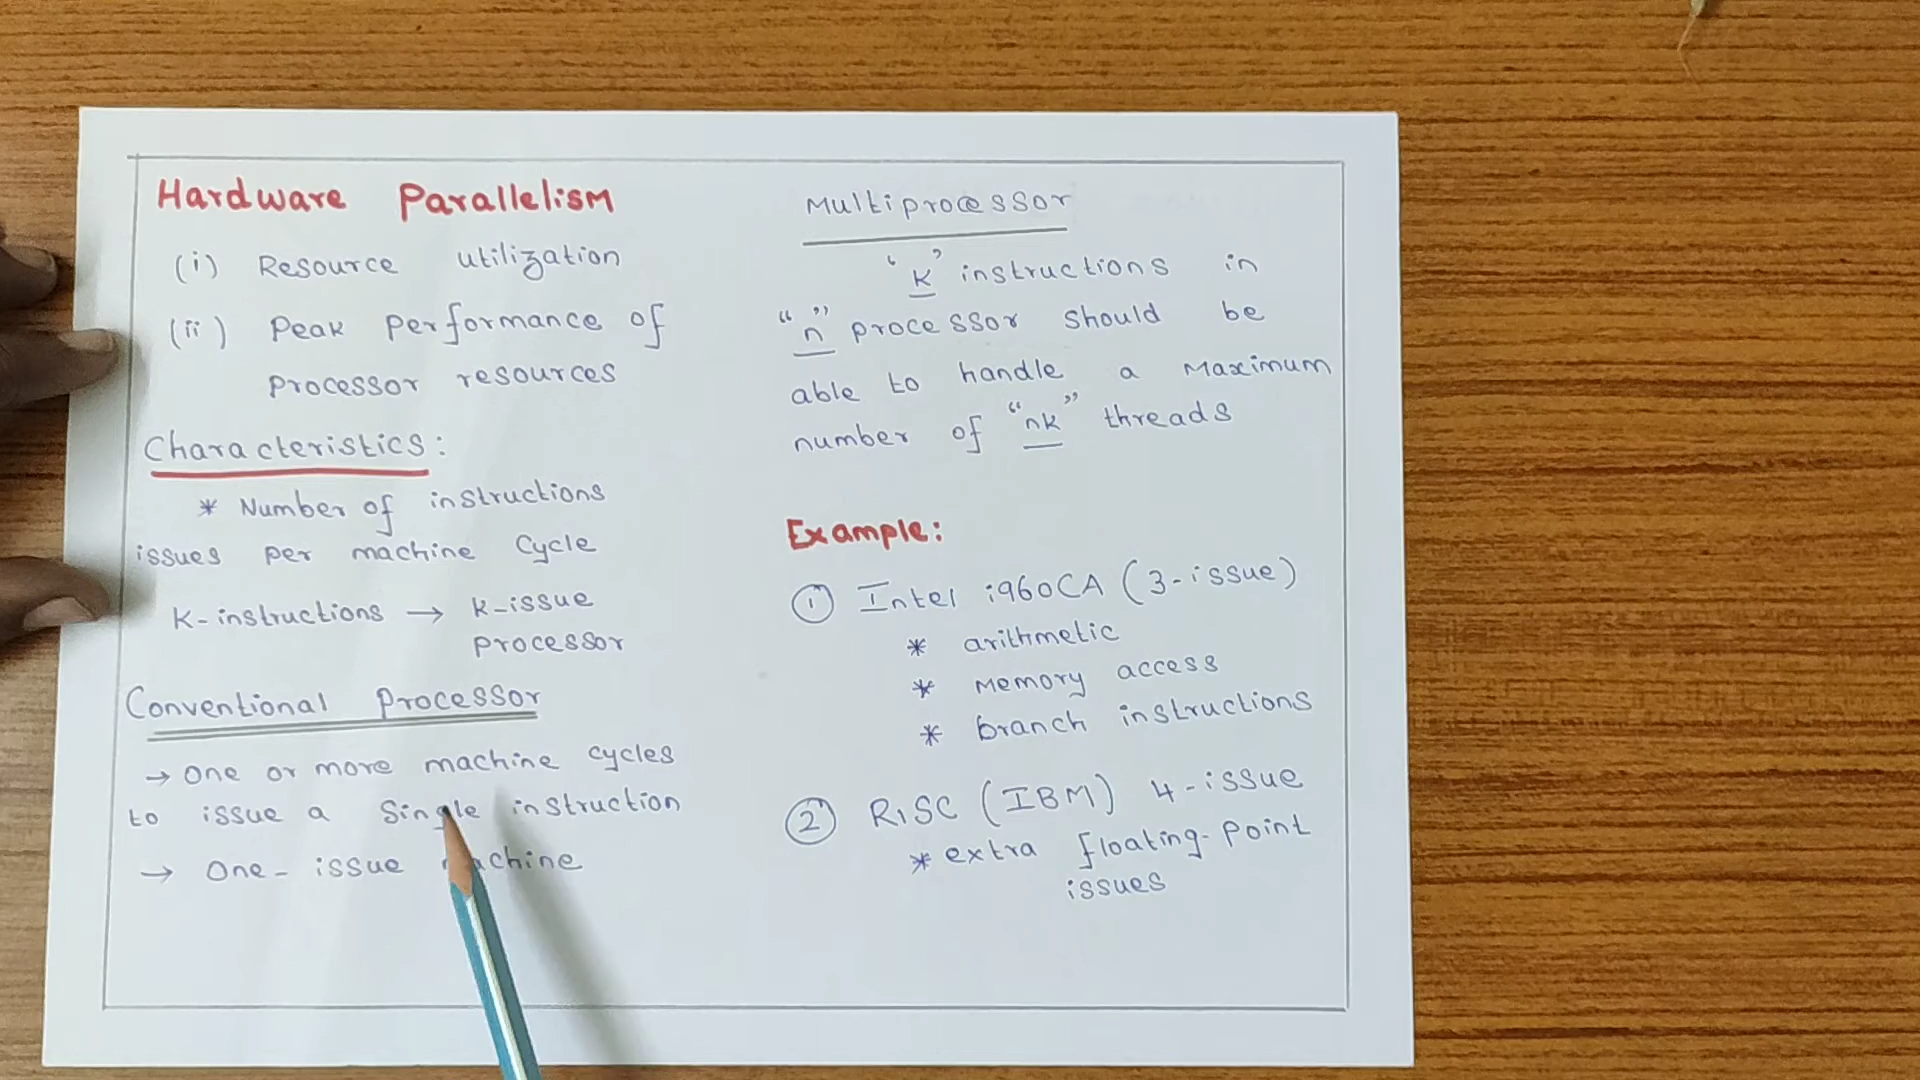 Hardware Parallelism
(i) Resource utilization
(ii) Peak Performance of
Processor resources
Characteristics:
* Number of instructions
issues per machine Cycle
K-instructions → K-issue
Processor
Conventional Processor
→ One or more machine cycles
to issue a Single instruction
→ One-issue machine
Multiprocessor
'K' instructions in
"n" processor should be
able to handle a Maximum
number of "nk" threads
Example:
① Intel i960CA (3-issue)
* arithmetic
* Memory access
* branch instructions
② RISC (IBM) 4-issue
* extra floating-point
issues